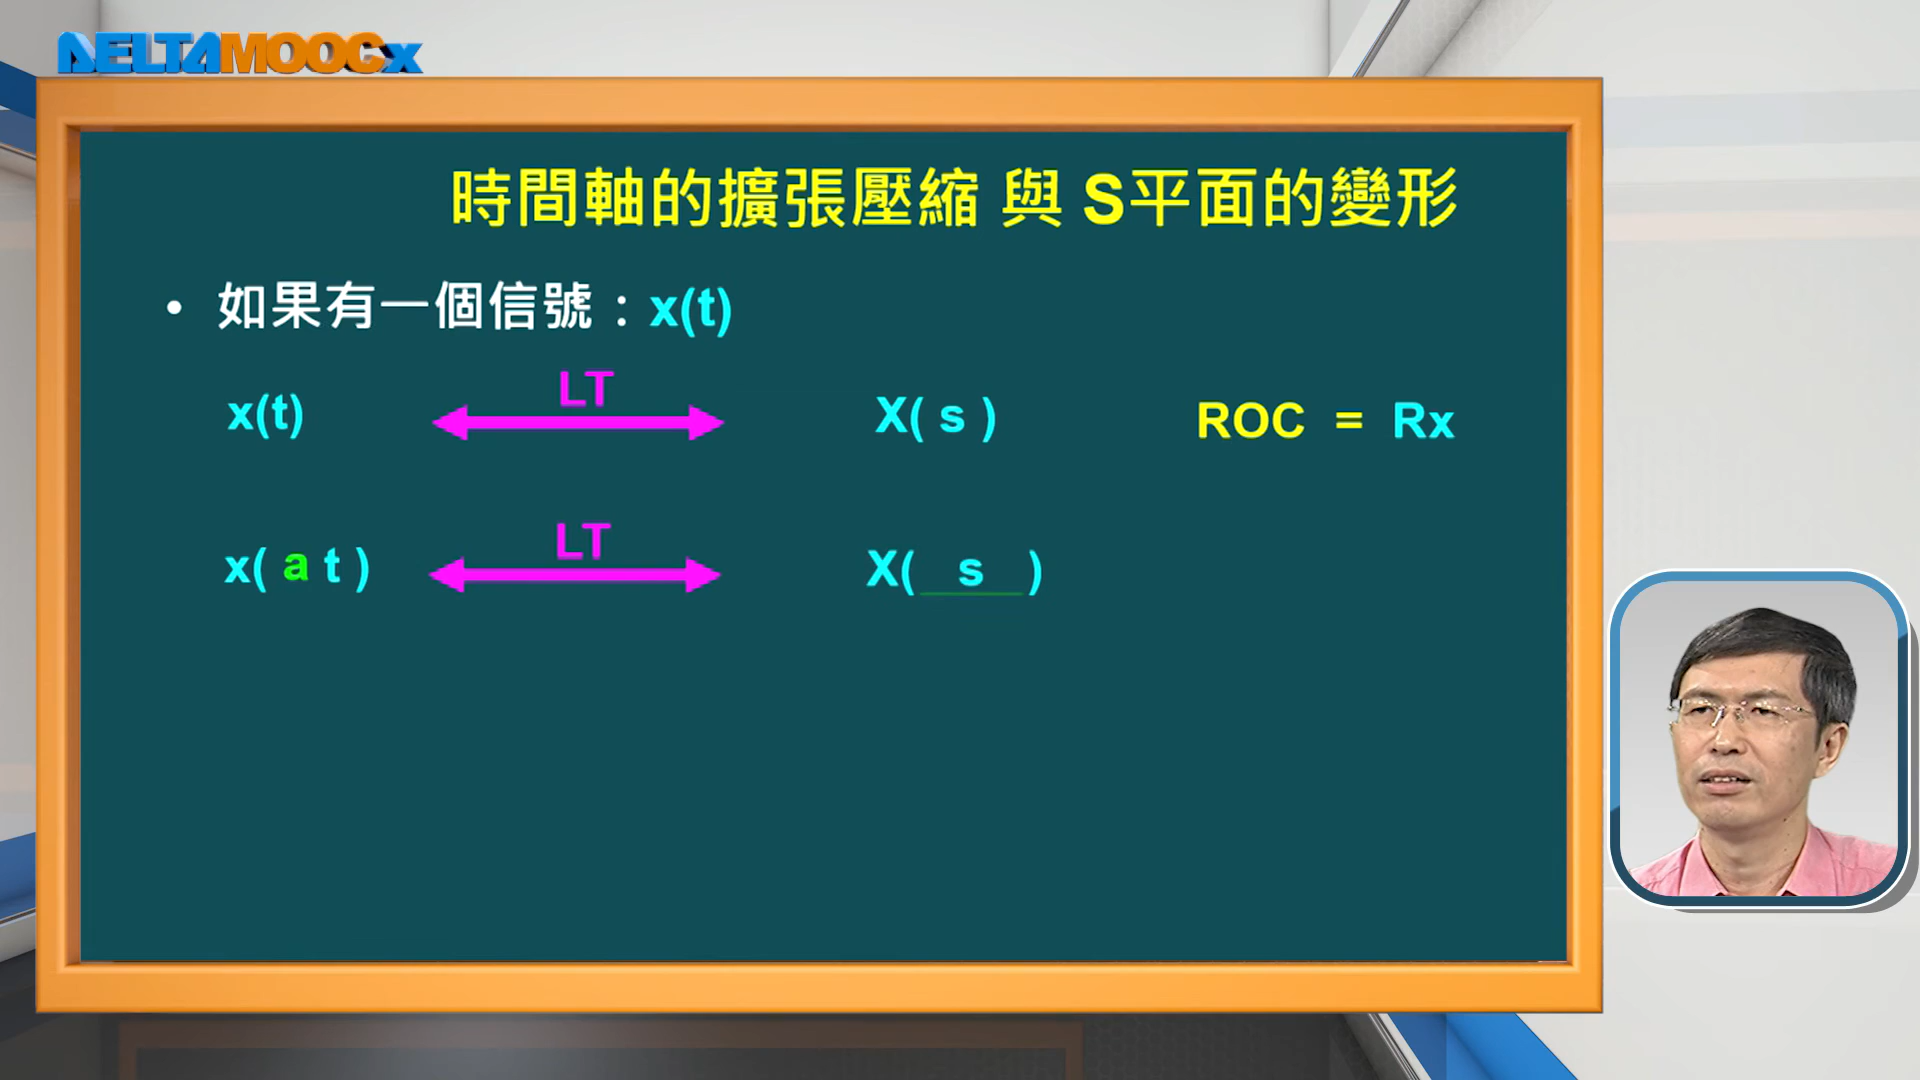 DELTAMOOCx
時間軸的擴張壓縮 與 S平面的變形
• 如果有一個信號：x(t)
x(t) LT X( s ) ROC = Rx
x( a t ) LT X( s )